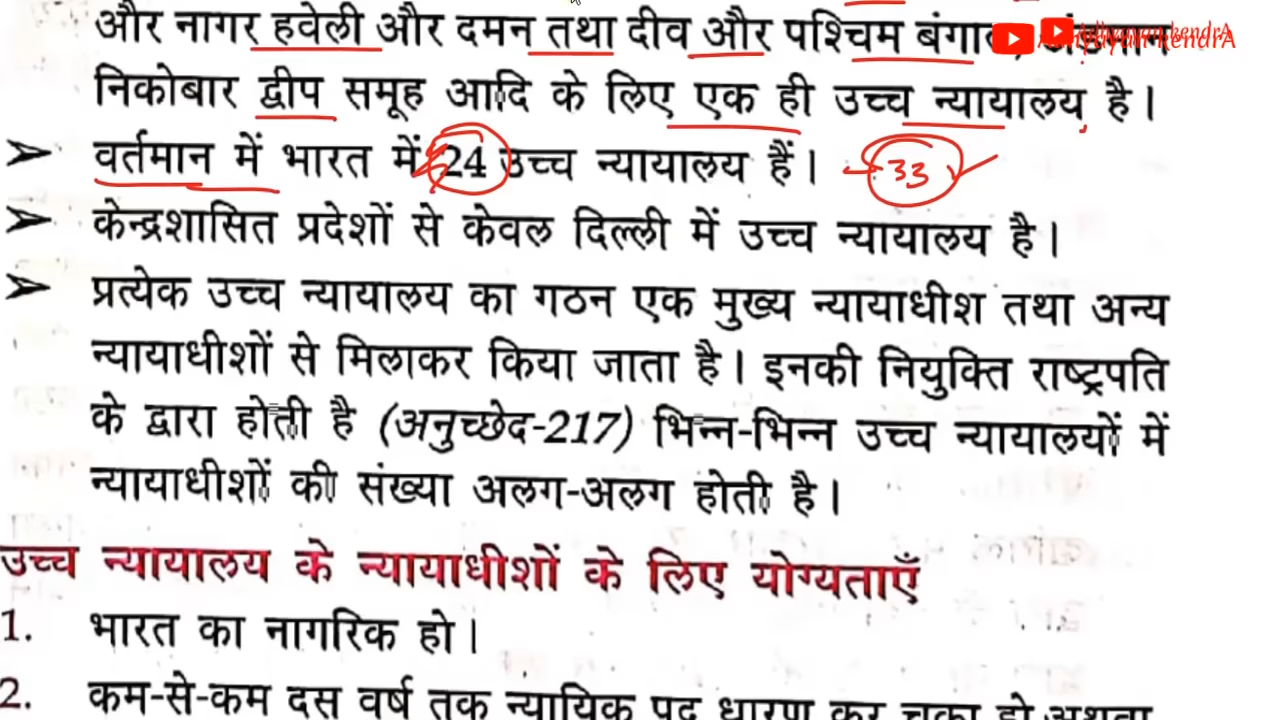 और नागर हवेली और दमन तथा दीव और पश्चिम
Adhyayan kendrA
निकोबार द्वीप समूह आदि के लिए एक ही उच्च न्यायालय है।
➤ वर्तमान में भारत में 24 उच्च न्यायालय हैं। 33
➤ केन्द्रशासित प्रदेशों से केवल दिल्ली में उच्च न्यायालय है।
➤ प्रत्येक उच्च न्यायालय का गठन एक मुख्य न्यायाधीश तथा अन्य
न्यायाधीशों से मिलाकर किया जाता है। इनकी नियुक्ति राष्ट्रपति
के द्वारा होती है (अनुच्छेद-217) भिन्न-भिन्न उच्च न्यायालयों में
न्यायाधीशों की संख्या अलग-अलग होती है।
उच्च न्यायालय के न्यायाधीशों के लिए योग्यताएँ
1. भारत का नागरिक हो।
2. कम-से-कम दस वर्ष तक न्यायिक पद धारण कर चुका हो अथवा